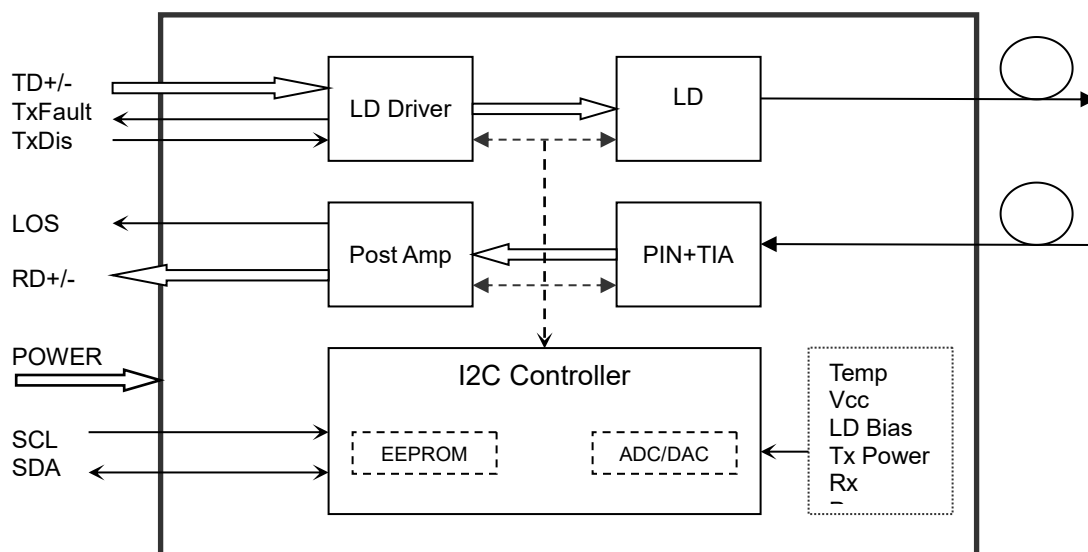 TD+/-
TxFault
TxDis
LD Driver
LD
LOS
RD+/-
Post Amp
PIN+TIA
POWER
SCL
SDA
I2C Controller
EEPROM
ADC/DAC
Temp
Vcc
LD Bias
Tx Power
Rx